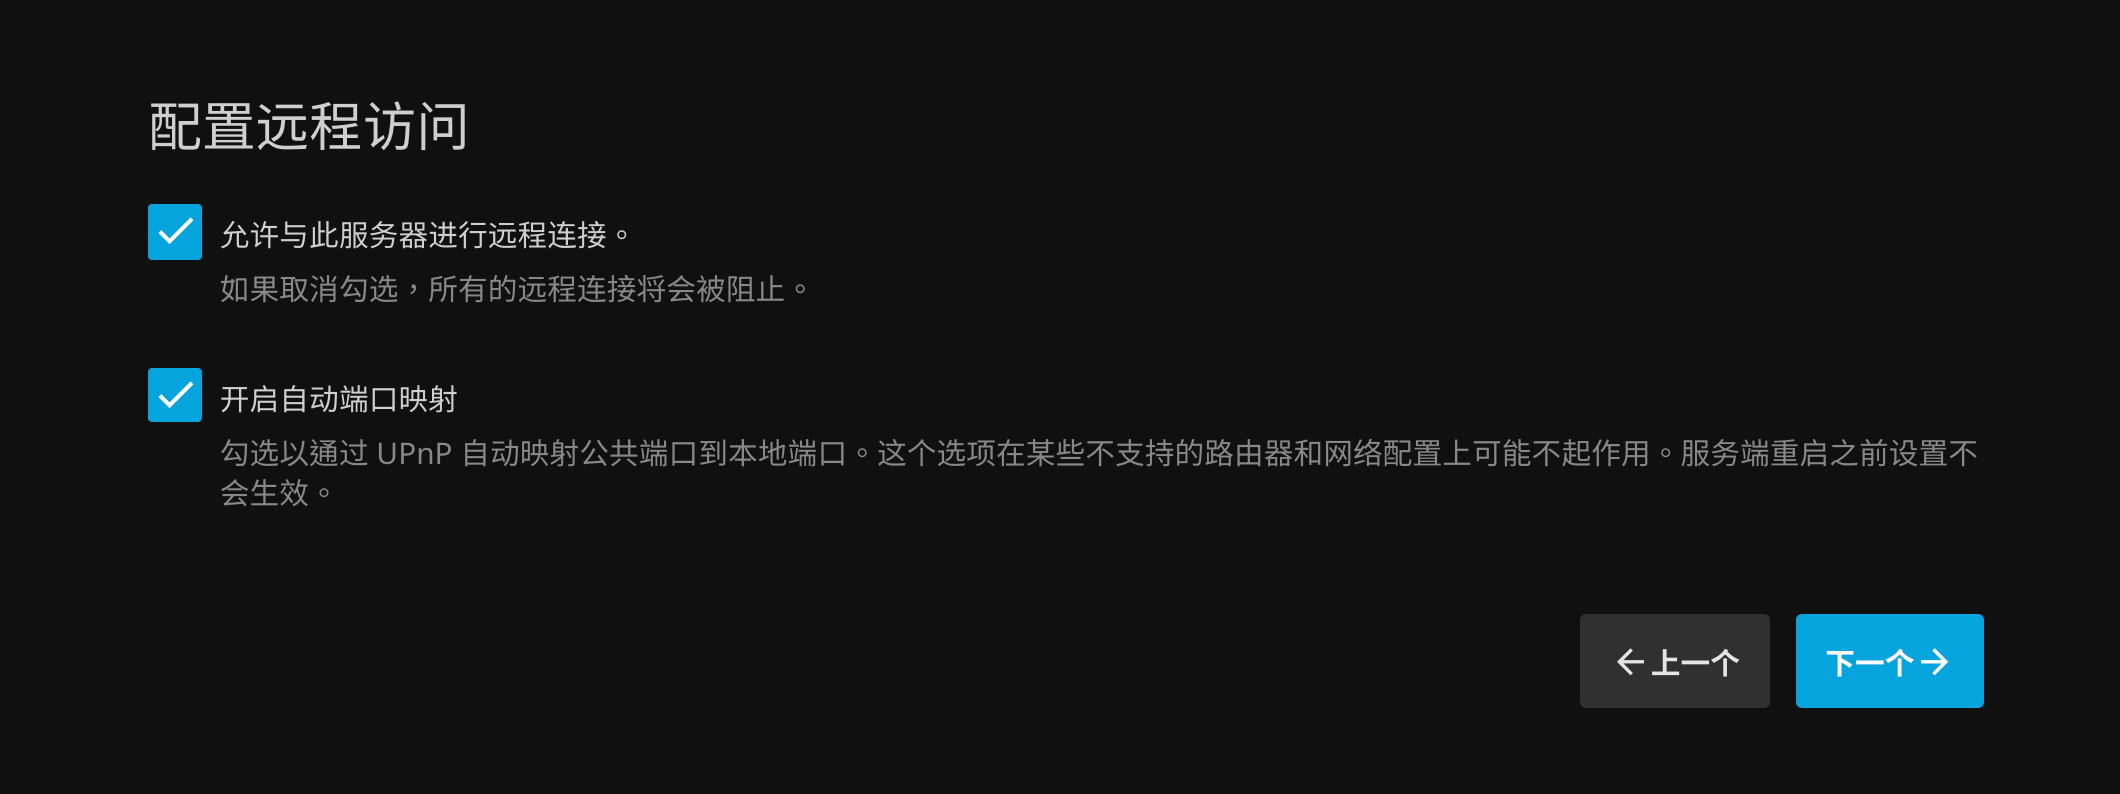 配置远程访问
允许与此服务器进行远程连接。
如果取消勾选，所有的远程连接将会被阻止。
开启自动端口映射
勾选以通过 UPnP 自动映射公共端口到本地端口。这个选项在某些不支持的路由器和网络配置上可能不起作用。服务端重启之前设置不
会生效。
← 上一个
下一个 →